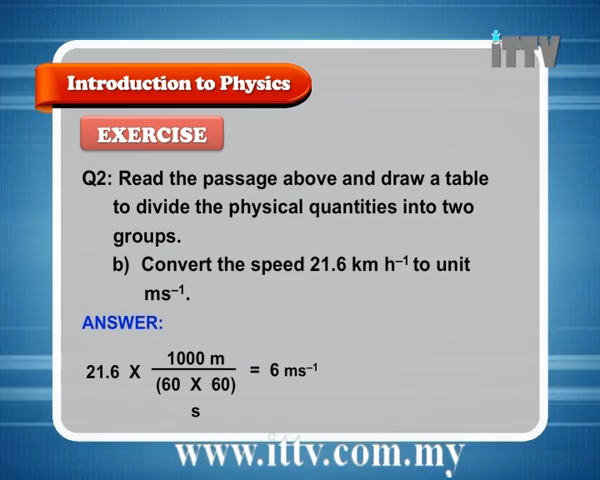 iTTV
Introduction to Physics
EXERCISE
Q2: Read the passage above and draw a table
to divide the physical quantities into two
groups.
b) Convert the speed 21.6 km h⁻¹ to unit
ms⁻¹.
ANSWER:
21.6 X 1000 m / (60 X 60) s = 6 ms⁻¹
www.ittv.com.my